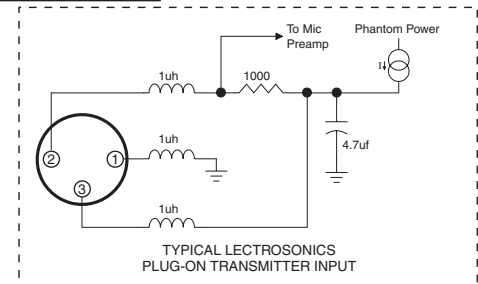 To Mic
Preamp
Phantom Power
1uh
1000
I
1uh
4.7uf
2
1
3
1uh
TYPICAL LECTROSONICS
PLUG-ON TRANSMITTER INPUT